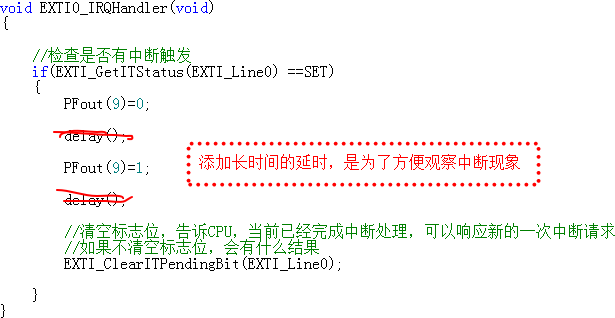 void EXTI0_IRQHandler(void)
{
//检查是否有中断触发
if(EXTI_GetITStatus(EXTI_Line0) ==SET)
{
PFout(9)=0;
delay();
PFout(9)=1;
添加长时间的延时，是为了方便观察中断现象
delay();
//清空标志位，告诉CPU，当前已经完成中断处理，可以响应新的一次中断请求
//如果不清空标志位，会有什么结果
EXTI_ClearITPendingBit(EXTI_Line0);
}
}